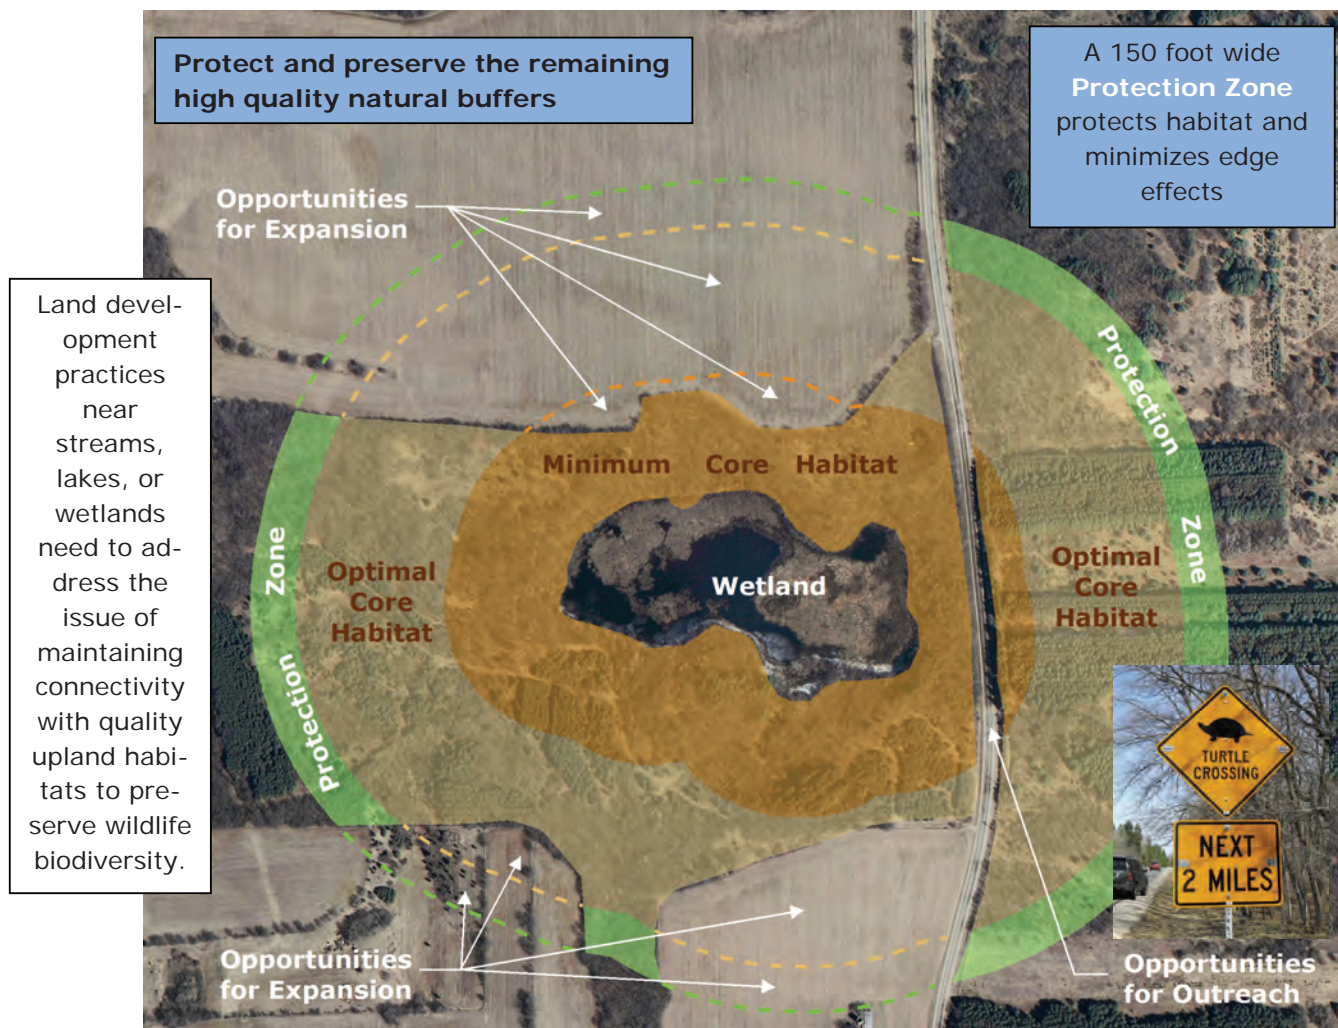 Protect and preserve the remaining
high quality natural buffers
A 150 foot wide
Protection Zone
protects habitat and
minimizes edge
effects
Opportunities
for Expansion
Land devel-
opment
practices
near
streams,
lakes, or
wetlands
need to ad-
dress the
issue of
maintaining
connectivity
with quality
upland habi-
tats to pre-
serve wildlife
biodiversity.
Protection
Zone
Minimum Core Habitat
Wetland
Optimal
Core
Habitat
Optimal
Core
Habitat
Protection
Zone
TURTLE
CROSSING
NEXT
2 MILES
Opportunities
for Expansion
Opportunities
for Outreach